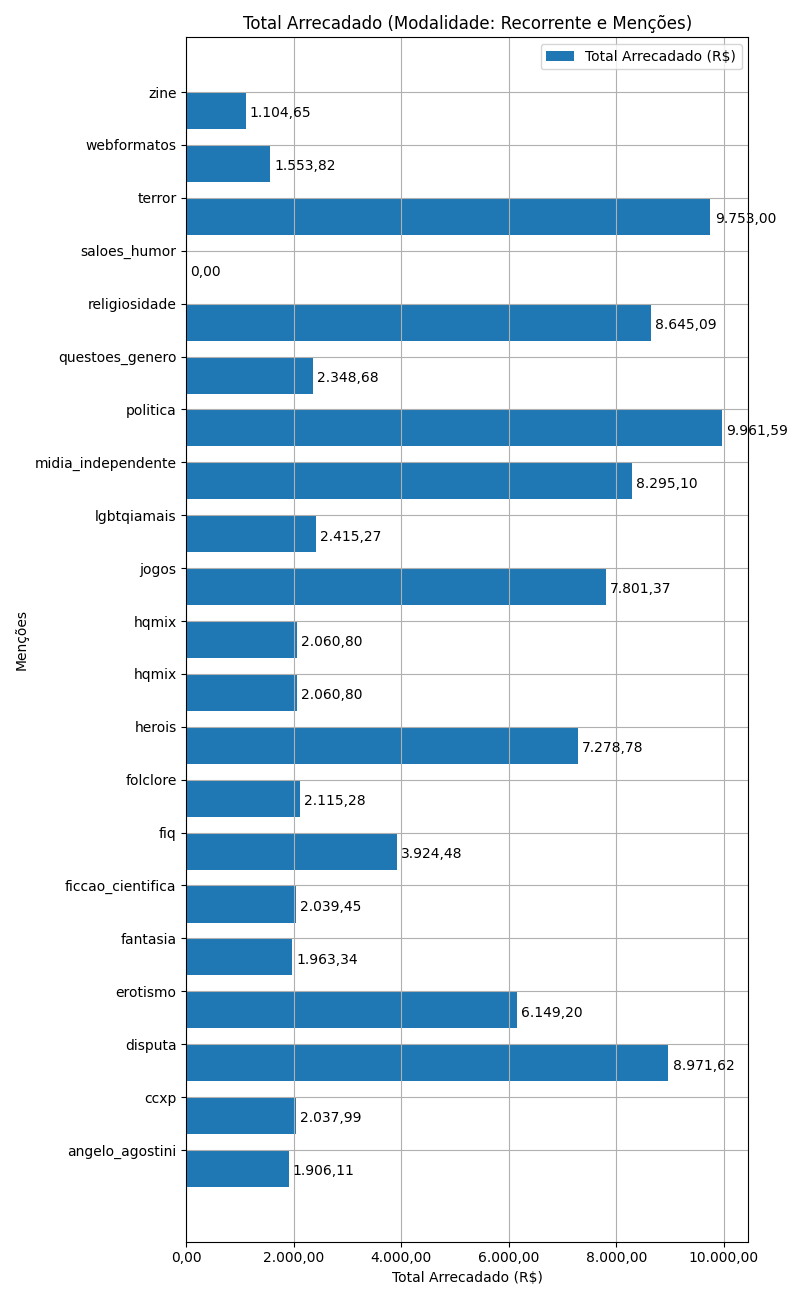 Total Arrecadado (Modalidade: Recorrente e Menções)
Total Arrecadado (R$)
zine
1.104,65
webformatos
1.553,82
terror
9.753,00
saloes_humor
0,00
religiosidade
8.645,09
questoes_genero
2.348,68
politica
9.961,59
midia_independente
8.295,10
lgbtqiamais
2.415,27
jogos
7.801,37
hqmix
2.060,80
hqmix
2.060,80
herois
7.278,78
folclore
2.115,28
fiq
3.924,48
ficcao_cientifica
2.039,45
fantasia
1.963,34
erotismo
6.149,20
disputa
8.971,62
ccxp
2.037,99
angelo_agostini
1.906,11
Menções
0,00 2.000,00 4.000,00 6.000,00 8.000,00 10.000,00
Total Arrecadado (R$)